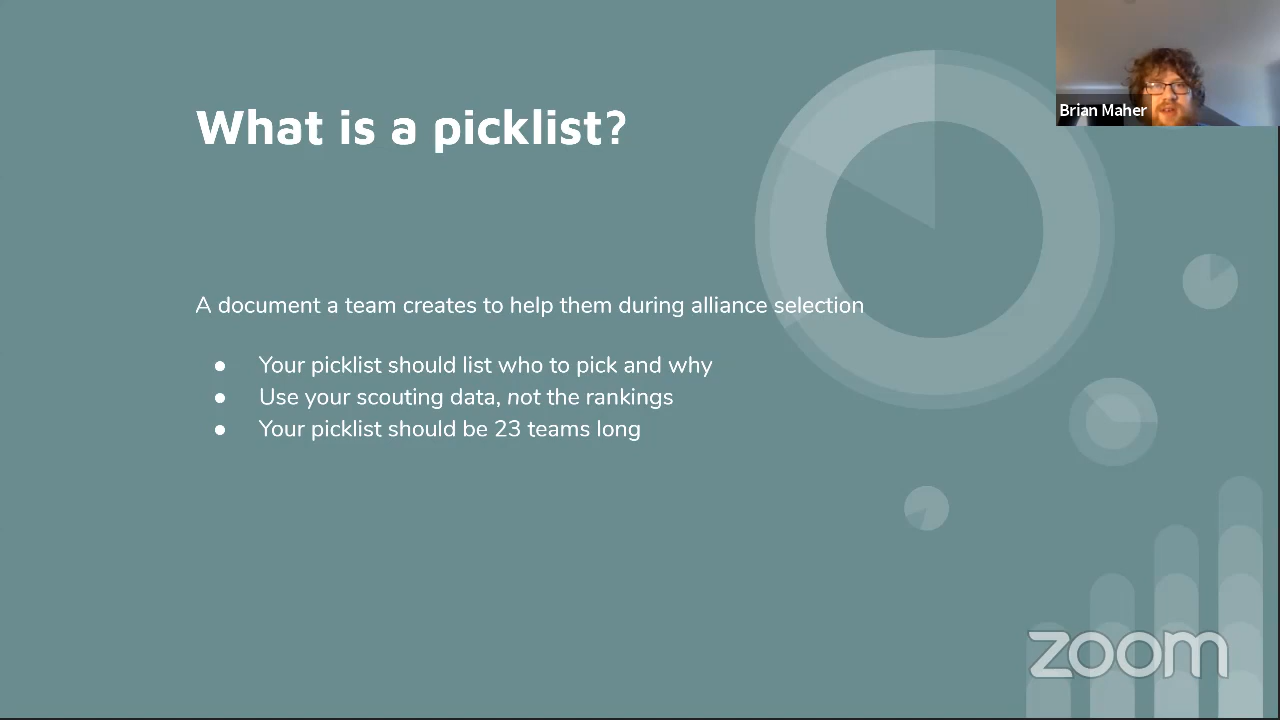 What is a picklist?
Brian Maher
A document a team creates to help them during alliance selection
● Your picklist should list who to pick and why
● Use your scouting data, not the rankings
● Your picklist should be 23 teams long
zoom